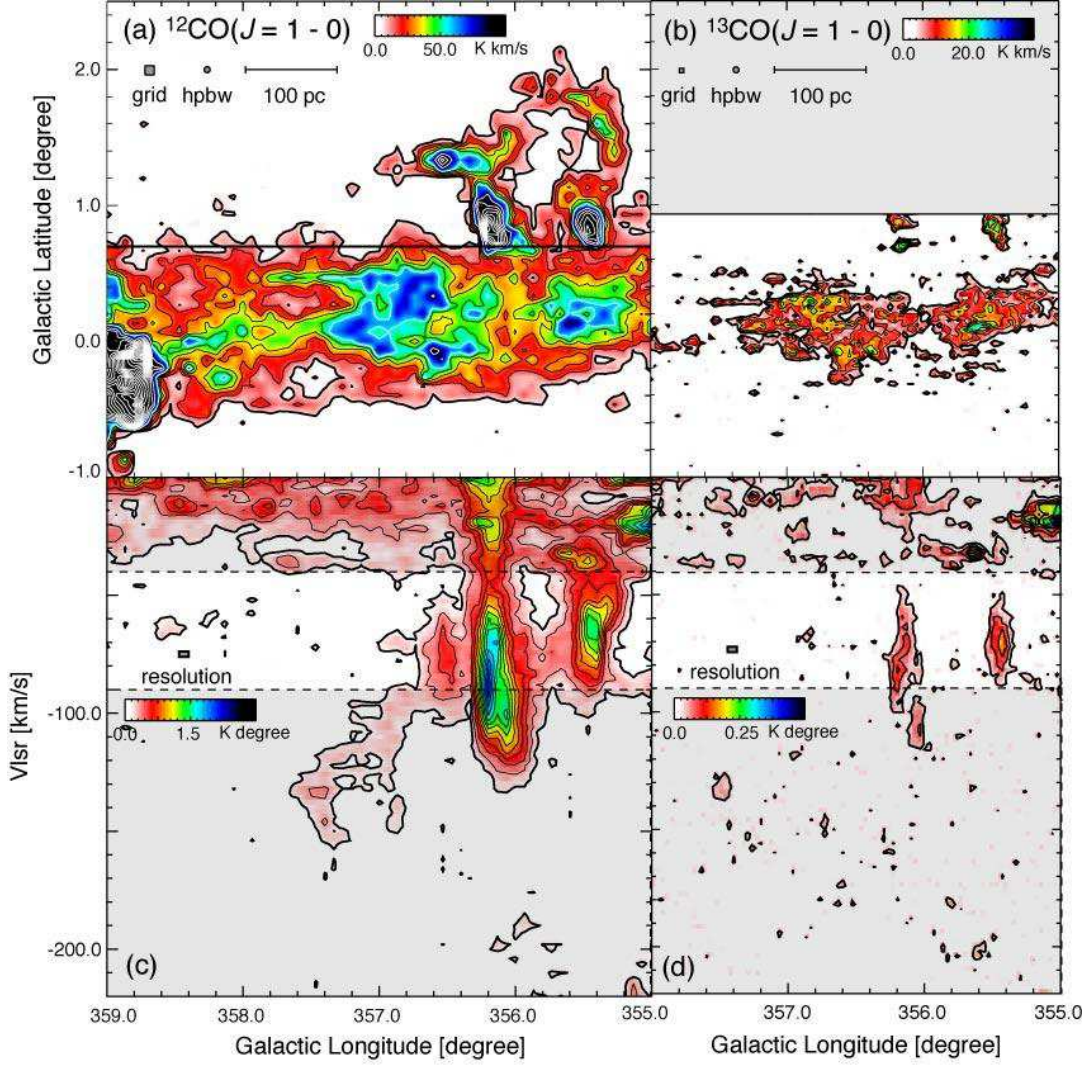 (a) ¹²CO(J = 1 - 0)
0.0 50.0 K km/s
grid hpbw 100 pc
(b) ¹³CO(J = 1 - 0)
0.0 20.0 K km/s
grid hpbw 100 pc
Galactic Latitude [degree]
2.0
1.0
0.0
-1.0
resolution
0.0 1.5 K degree
(c)
resolution
0.0 0.25 K degree
(d)
Vlsr [km/s]
-100.0
-200.0
359.0 358.0 357.0 356.0 355.0
Galactic Longitude [degree]
357.0 356.0 355.0
Galactic Longitude [degree]